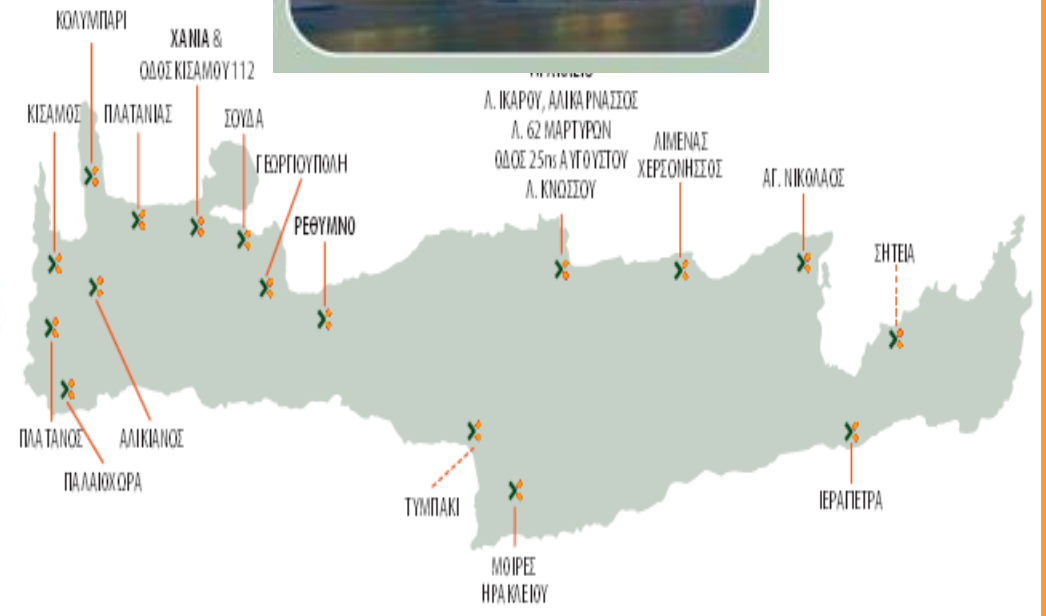 ΚΟΛΥΜΠΑΡΙ
ΧΑΝΙΑ &
ΟΔΟΣ ΚΙΣΑΜΟΥ 112
ΚΙΣΑΜΟΣ
ΠΛΑΤΑΝΙΑΣ
ΣΟΥΔΑ
ΓΕΩΡΓΙΟΥΠΟΛΗ
ΡΕΘΥΜΝΟ
Λ. ΙΚΑΡΟΥ, ΑΛΙΚΑΡΝΑΣΣΟΣ
Λ. 62 ΜΑΡΤΥΡΩΝ
ΟΔΟΣ 25ης ΑΥΓΟΥΣΤΟΥ
Λ. ΚΝΩΣΣΟΥ
ΛΙΜΕΝΑΣ
ΧΕΡΣΟΝΗΣΣΟΣ
ΑΓ. ΝΙΚΟΛΑΟΣ
ΣΗΤΕΙΑ
ΠΛΑΤΑΝΟΣ
ΑΛΙΚΙΑΝΟΣ
ΠΑΛΑΙΟΧΩΡΑ
ΤΥΜΠΑΚΙ
ΜΟΙΡΕΣ
ΗΡΑΚΛΕΙΟΥ
ΙΕΡΑΠΕΤΡΑ